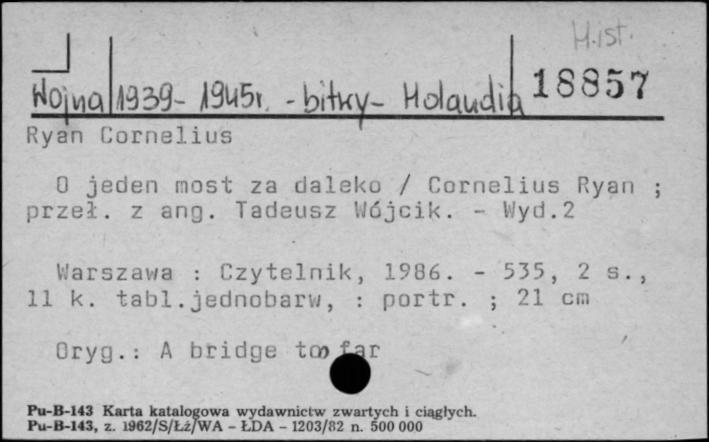 H.ist.
Wojna 1939- 1945r. - bitwy- Holandia 18857
Ryan Cornelius
O jeden most za daleko / Cornelius Ryan ;
przeł. z ang. Tadeusz Wójcik. - Wyd.2
Warszawa : Czytelnik, 1986. - 535, 2 s.,
11 k. tabl.jednobarw, : portr. ; 21 cm
Oryg.: A bridge too far
Pu-B-143 Karta katalogowa wydawnictw zwartych i ciągłych.
Pu-B-143, z. 1962/S/Łź/WA - ŁDA - 1203/82 n. 500 000